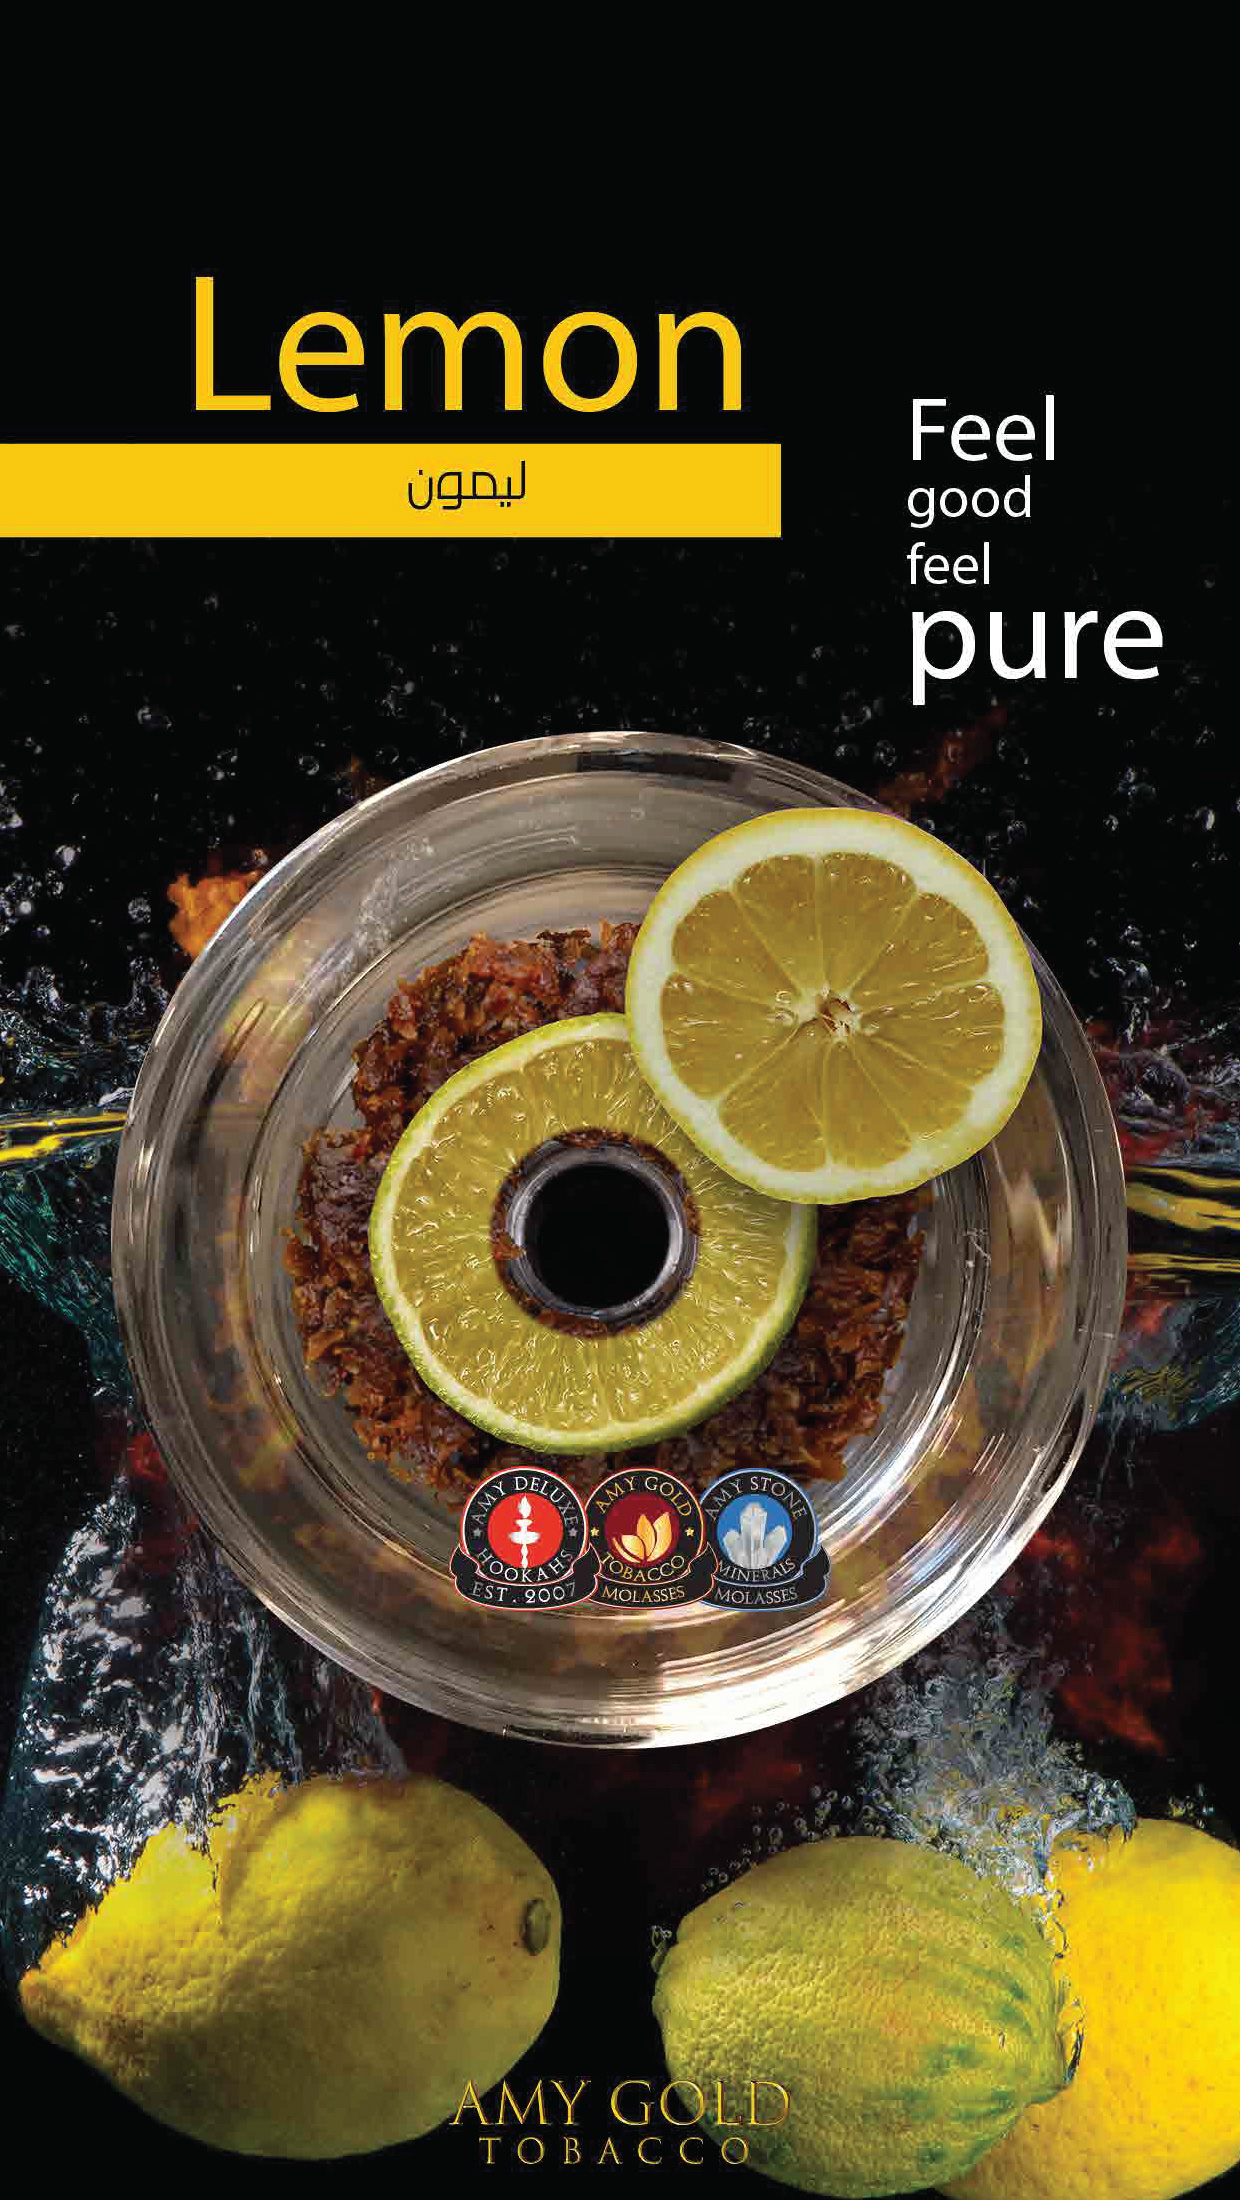 Lemon
ليمون
Feel
good
feel
pure
AMY DELUXE
HOOKAHS
EST. 2007
AMY GOLD
TOBACCO
MOLASSES
AMY STONE
MINERALS
MOLASSES
AMY GOLD
TOBACCO